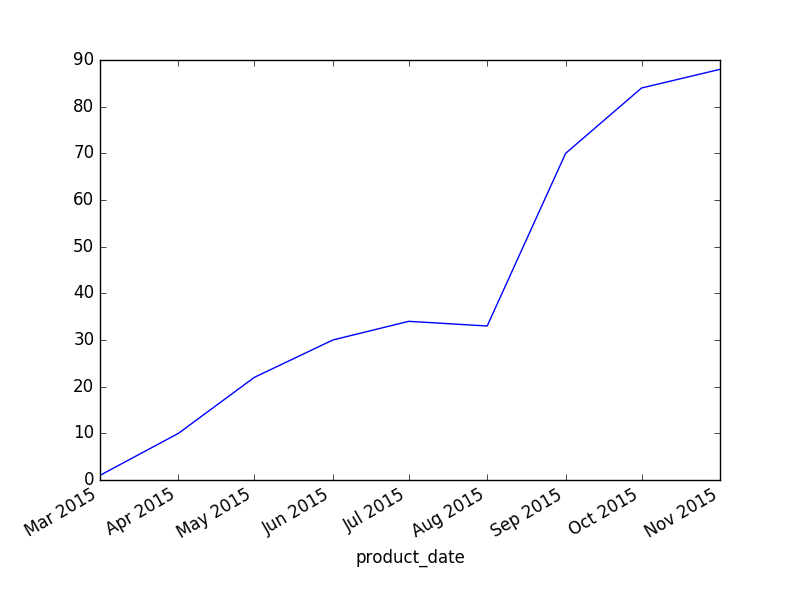 90
80
70
60
50
40
30
20
10
0
Mar 2015
Apr 2015
May 2015
Jun 2015
Jul 2015
Aug 2015
Sep 2015
Oct 2015
Nov 2015
product_date